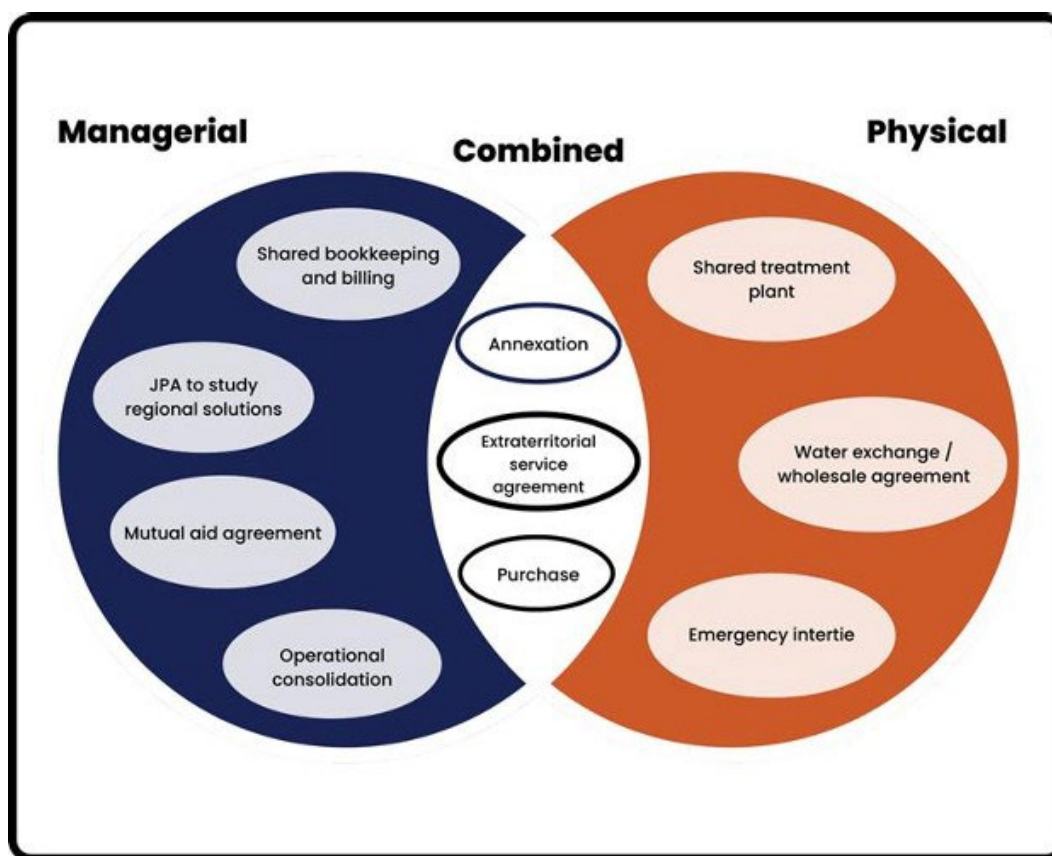 Managerial
Combined
Physical
Shared bookkeeping
and billing
JPA to study
regional solutions
Mutual aid agreement
Operational
consolidation
Annexation
Extraterritorial
service
agreement
Purchase
Shared treatment
plant
Water exchange /
wholesale agreement
Emergency intertie